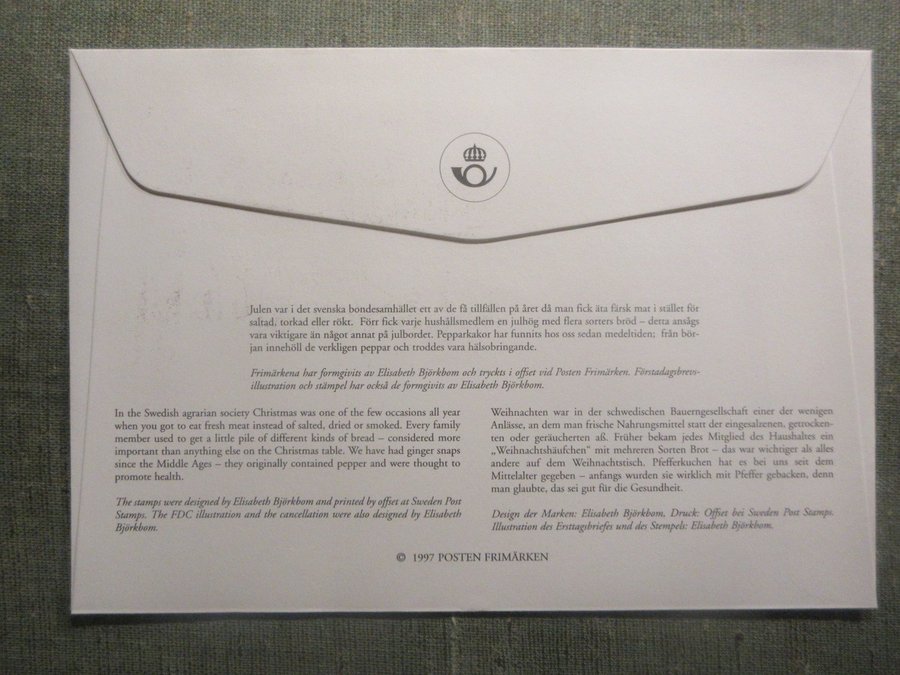 Julen var i det svenska bondesamhället ett av de få tillfällen på året då man fick äta färsk mat i stället för
saltad, torkad eller rökt. Förr fick varje hushållsmedlem en julhög med flera sorters bröd – detta ansågs
vara viktigare än något annat på julbordet. Pepparkakor har funnits hos oss sedan medeltiden; från bör-
jan innehöll de verkligen peppar och troddes vara hälsobringande.
Frimärkena har formgivits av Elisabeth Björkbom och tryckts i offset vid Posten Frimärken. Förstadagsbrevs-
illustration och stämpel har också de formgivits av Elisabeth Björkbom.
In the Swedish agrarian society Christmas was one of the few occasions all year
when you got to eat fresh meat instead of salted, dried or smoked. Every family
member used to get a little pile of different kinds of bread – considered more
important than anything else on the Christmas table. We have had ginger snaps
since the Middle Ages – they originally contained pepper and were thought to
promote health.
The stamps were designed by Elisabeth Björkbom and printed by offset at Sweden Post
Stamps. The FDC illustration and the cancellation were also designed by Elisabeth
Björkbom.
Weihnachten war in der schwedischen Bauerngesellschaft einer der wenigen
Anlässe, an dem man frische Nahrungsmittel statt der eingesalzenen, getrocken-
ten oder geräucherten aß. Früher bekam jedes Mitglied des Haushaltes ein
„Weihnachtshäufchen“ mit mehreren Sorten Brot – das war wichtiger als alles
andere auf dem Weihnachtstisch. Pfefferkuchen hat es bei uns seit dem
Mittelalter gegeben – anfangs wurden sie wirklich mit Pfeffer gebacken, denn
man glaubte, das sei gut für die Gesundheit.
Design der Marken: Elisabeth Björkbom. Druck: Offset bei Sweden Post Stamps.
Illustration des Ersttagsbriefes und des Stempels: Elisabeth Björkbom.
© 1997 POSTEN FRIMÄRKEN